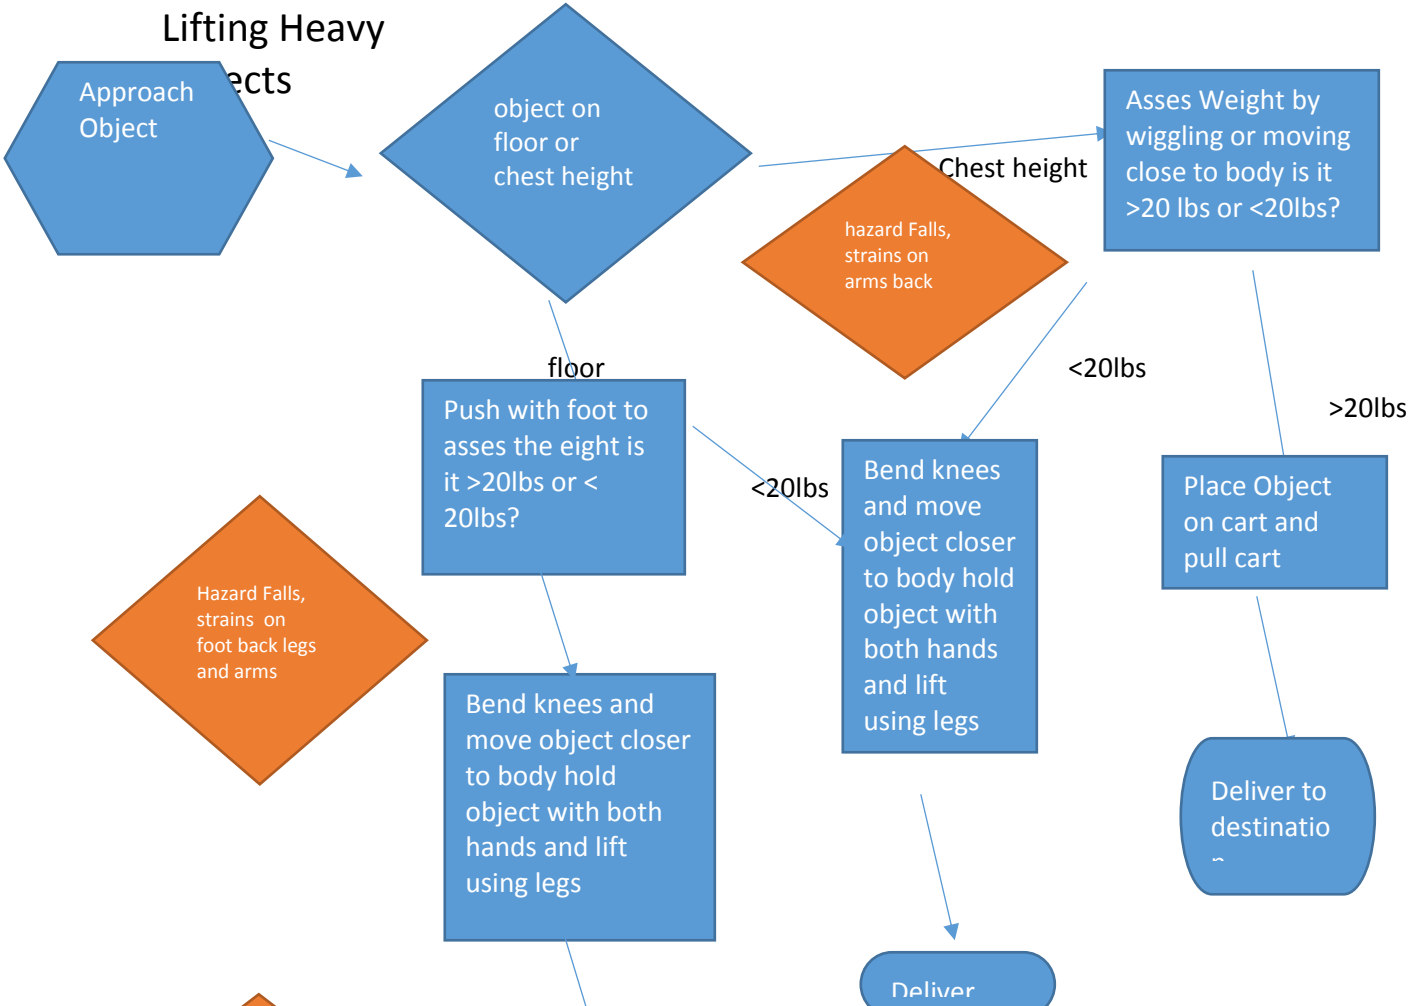 Lifting Heavy
ects
Approach
Object
object on
floor or
chest height
Chest height
Asses Weight by
wiggling or moving
close to body is it
>20 lbs or <20lbs?
hazard Falls,
strains on
arms back
floor
<20lbs
>20lbs
Push with foot to
asses the eight is
it >20lbs or <
20lbs?
<20lbs
Bend knees
and move
object closer
to body hold
object with
both hands
and lift
using legs
Place Object
on cart and
pull cart
Hazard Falls,
strains on
foot back legs
and arms
Bend knees and
move object closer
to body hold
object with both
hands and lift
using legs
Deliver to
destinatio
n
Deliver